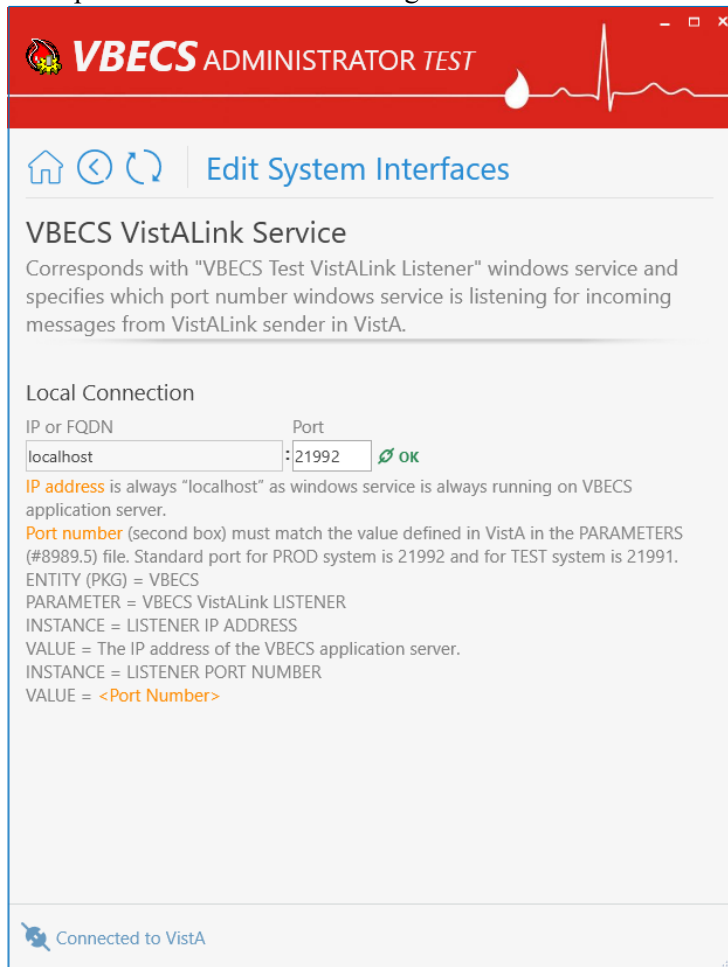 VBECS ADMINISTRATOR TEST
Edit System Interfaces
VBECS VistALink Service
Corresponds with "VBECS Test VistALink Listener" windows service and
specifies which port number windows service is listening for incoming
messages from VistALink sender in VistA.
Local Connection
IP or FQDN Port
localhost : 21992 OK
IP address is always “localhost” as windows service is always running on VBECS
application server.
Port number (second box) must match the value defined in VistA in the PARAMETERS
(#8989.5) file. Standard port for PROD system is 21992 and for TEST system is 21991.
ENTITY (PKG) = VBECS
PARAMETER = VBECS VistALink LISTENER
INSTANCE = LISTENER IP ADDRESS
VALUE = The IP address of the VBECS application server.
INSTANCE = LISTENER PORT NUMBER
VALUE = <Port Number>
Connected to VistA